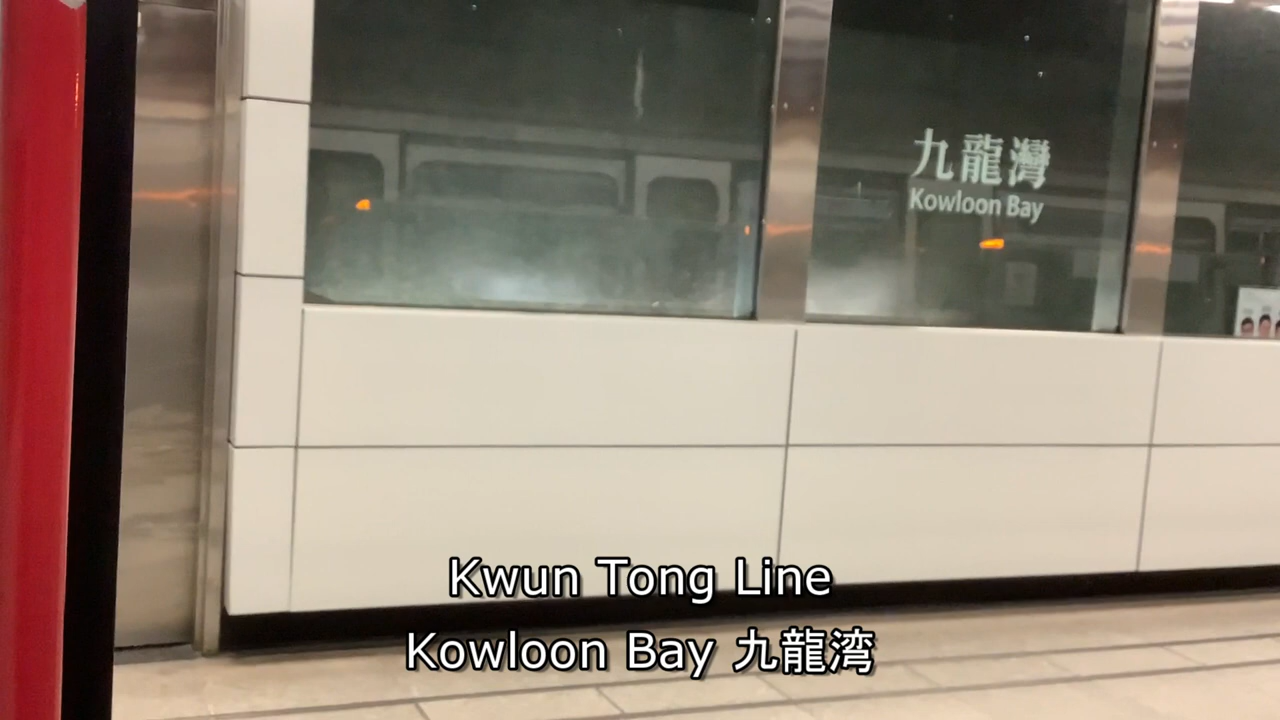 九龍灣
Kowloon Bay
Kwun Tong Line
Kowloon Bay 九龍湾